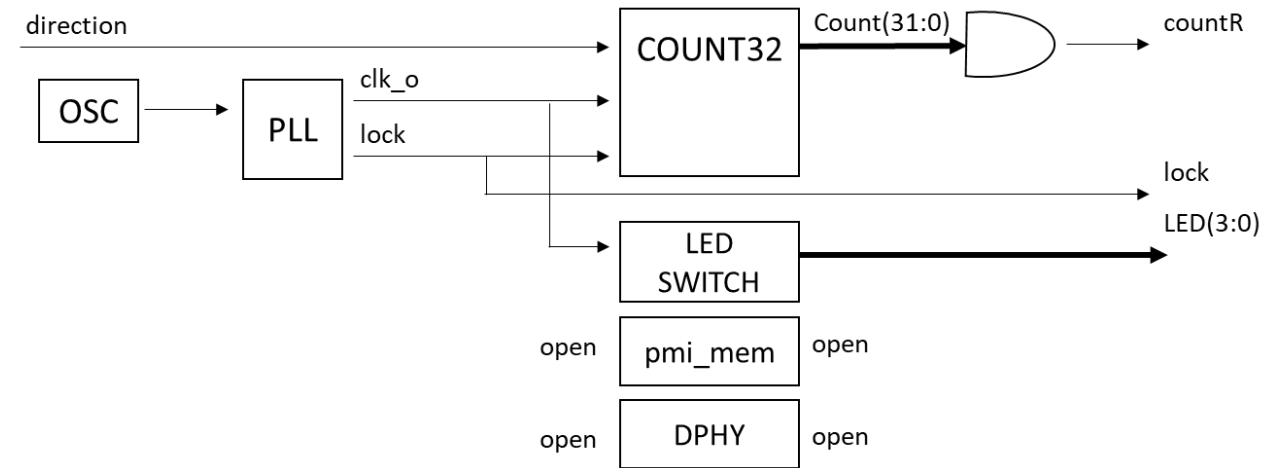 direction
COUNT32
Count(31:0)
countR
OSC
PLL
clk_o
lock
lock
LED(3:0)
LED
SWITCH
open
pmi_mem
open
open
DPHY
open